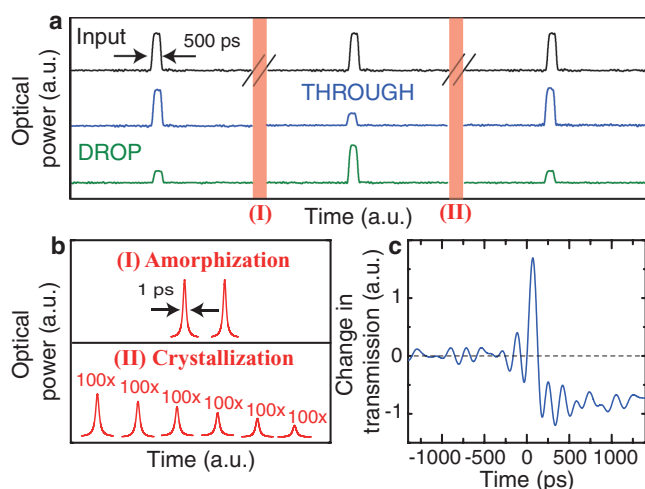 a
Input
500 ps
THROUGH
DROP
Optical
power (a.u.)
(I)
(II)
Time (a.u.)
b
(I) Amorphization
1 ps
(II) Crystallization
100x
100x
100x
100x
100x
100x
Optical
power (a.u.)
Time (a.u.)
c
Change in
transmission (a.u.)
1
0
-1
-1000
-500
0
500
1000
Time (ps)